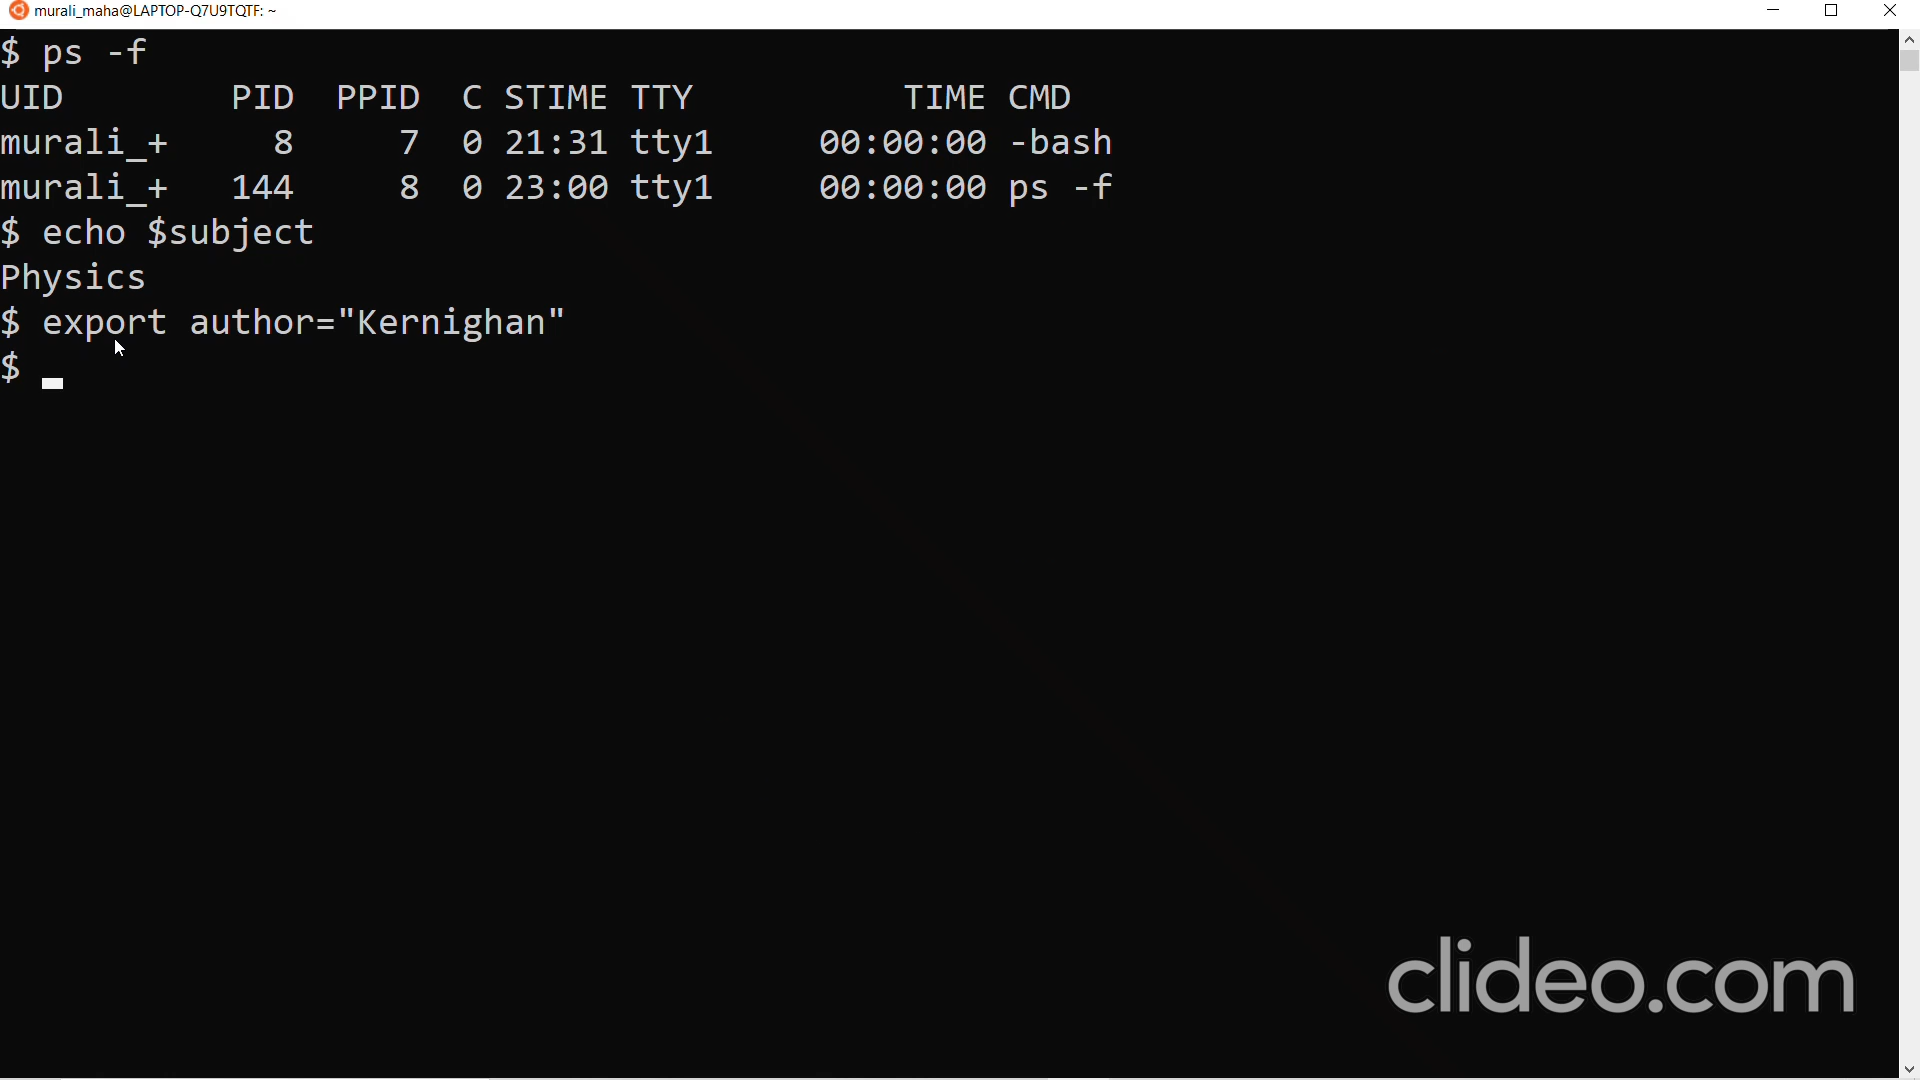 murali_maha@LAPTOP-Q7U9TQTF: ~
$ ps -f
UID        PID  PPID  C STIME TTY          TIME CMD
murali_+     8     7  0 21:31 tty1     00:00:00 -bash
murali_+   144     8  0 23:00 tty1     00:00:00 ps -f
$ echo $subject
Physics
$ export author="Kernighan"
$
clideo.com